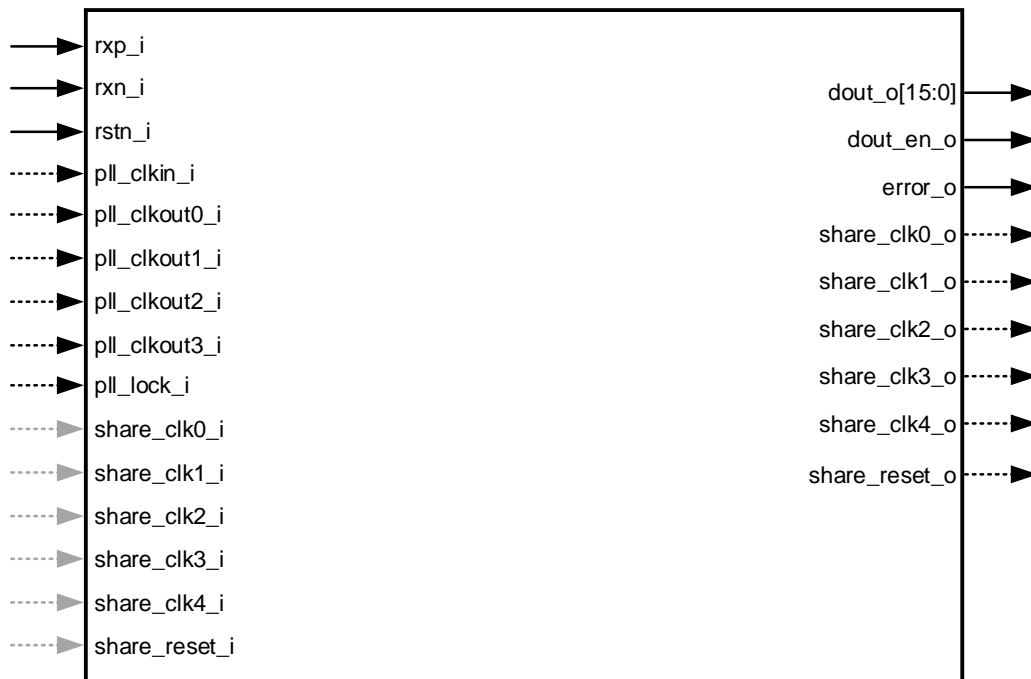 rxp_i
rxn_i
rstn_i
pll_clkin_i
pll_clkout0_i
pll_clkout1_i
pll_clkout2_i
pll_clkout3_i
pll_lock_i
share_clk0_i
share_clk1_i
share_clk2_i
share_clk3_i
share_clk4_i
share_reset_i
dout_o[15:0]
dout_en_o
error_o
share_clk0_o
share_clk1_o
share_clk2_o
share_clk3_o
share_clk4_o
share_reset_o